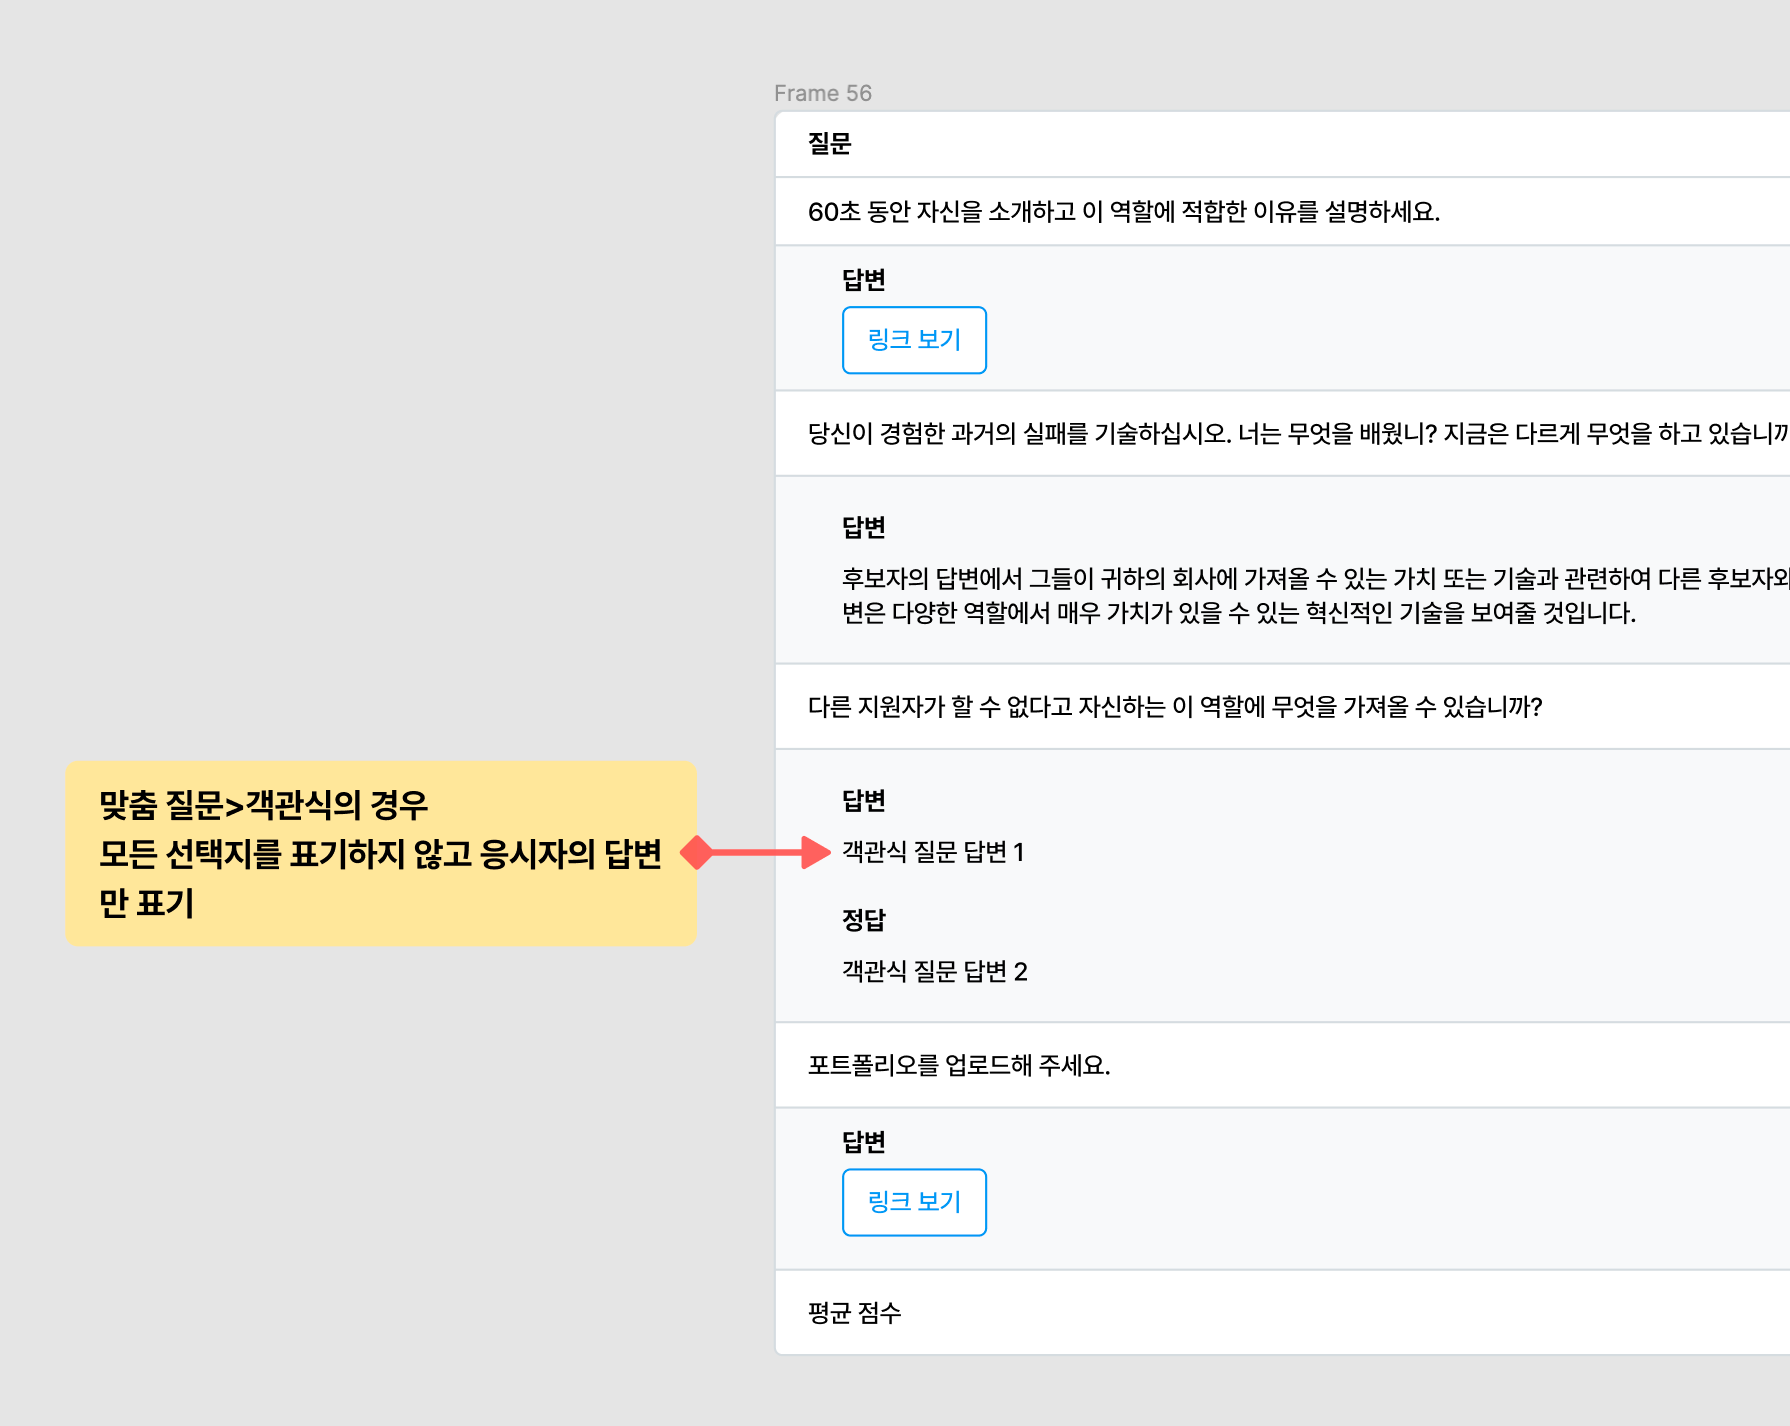 Frame 56
질문
60초 동안 자신을 소개하고 이 역할에 적합한 이유를 설명하세요.
답변
링크 보기
당신이 경험한 과거의 실패를 기술하십시오. 너는 무엇을 배웠니? 지금은 다르게 무엇을 하고 있습니까
답변
후보자의 답변에서 그들이 귀하의 회사에 가져올 수 있는 가치 또는 기술과 관련하여 다른 후보자와
변은 다양한 역할에서 매우 가치가 있을 수 있는 혁신적인 기술을 보여줄 것입니다.
다른 지원자가 할 수 없다고 자신하는 이 역할에 무엇을 가져올 수 있습니까?
맞춤 질문>객관식의 경우
모든 선택지를 표기하지 않고 응시자의 답변
만 표기
답변
객관식 질문 답변 1
정답
객관식 질문 답변 2
포트폴리오를 업로드해 주세요.
답변
링크 보기
평균 점수